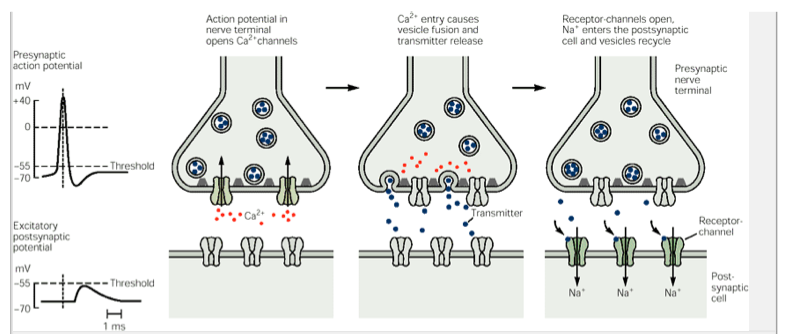 Action potential in
nerve terminal
opens Ca²⁺channels
Ca²⁺ entry causes
vesicle fusion and
transmitter release
Receptor-channels open,
Na⁺ enters the postsynaptic
cell and vesicles recycle
Presynaptic
action potential
mV
+40
0
-55
Threshold
-70
Presynaptic
nerve
terminal
Ca²⁺
Transmitter
Receptor-
channel
Excitatory
postsynaptic
potential
mV
-55
Threshold
-70
1 ms
Na⁺
Na⁺
Na⁺
Post-
synaptic
cell